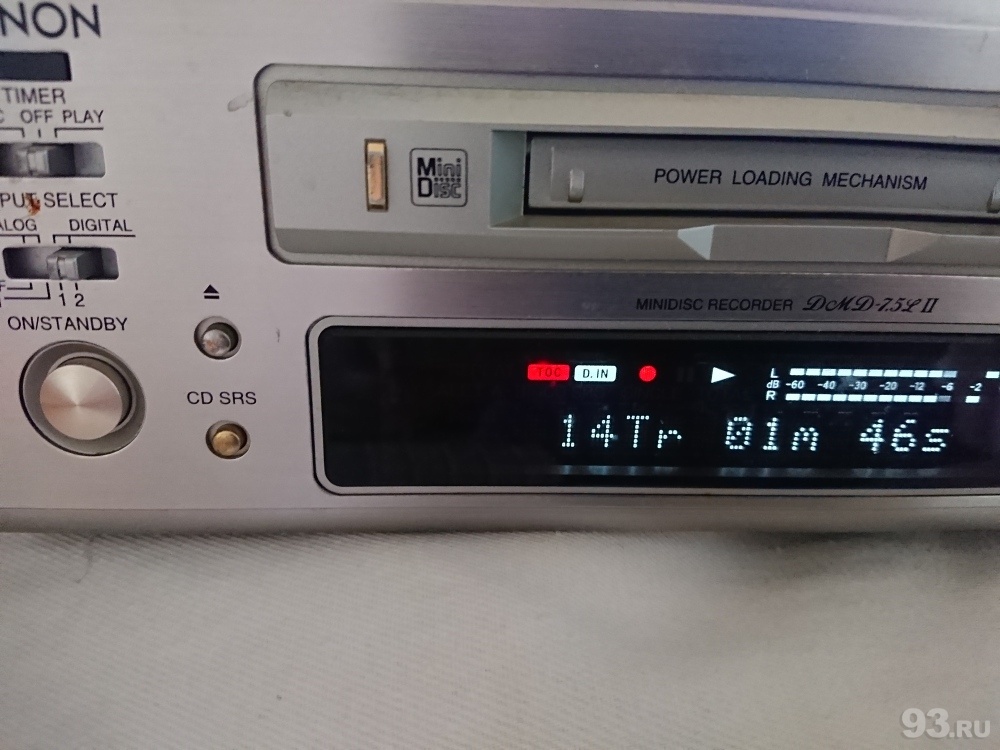 NON
TIMER
C OFF PLAY
PUT SELECT
ALOG DIGITAL
1 2
ON/STANDBY
CD SRS
Mini
Disc
POWER LOADING MECHANISM
MINIDISC RECORDER DMD-7.5L II
TOC D.IN
L
dB -60 -40 -30 -20 -12 -6 -2
R
14Tr 01m 46s
93.RU